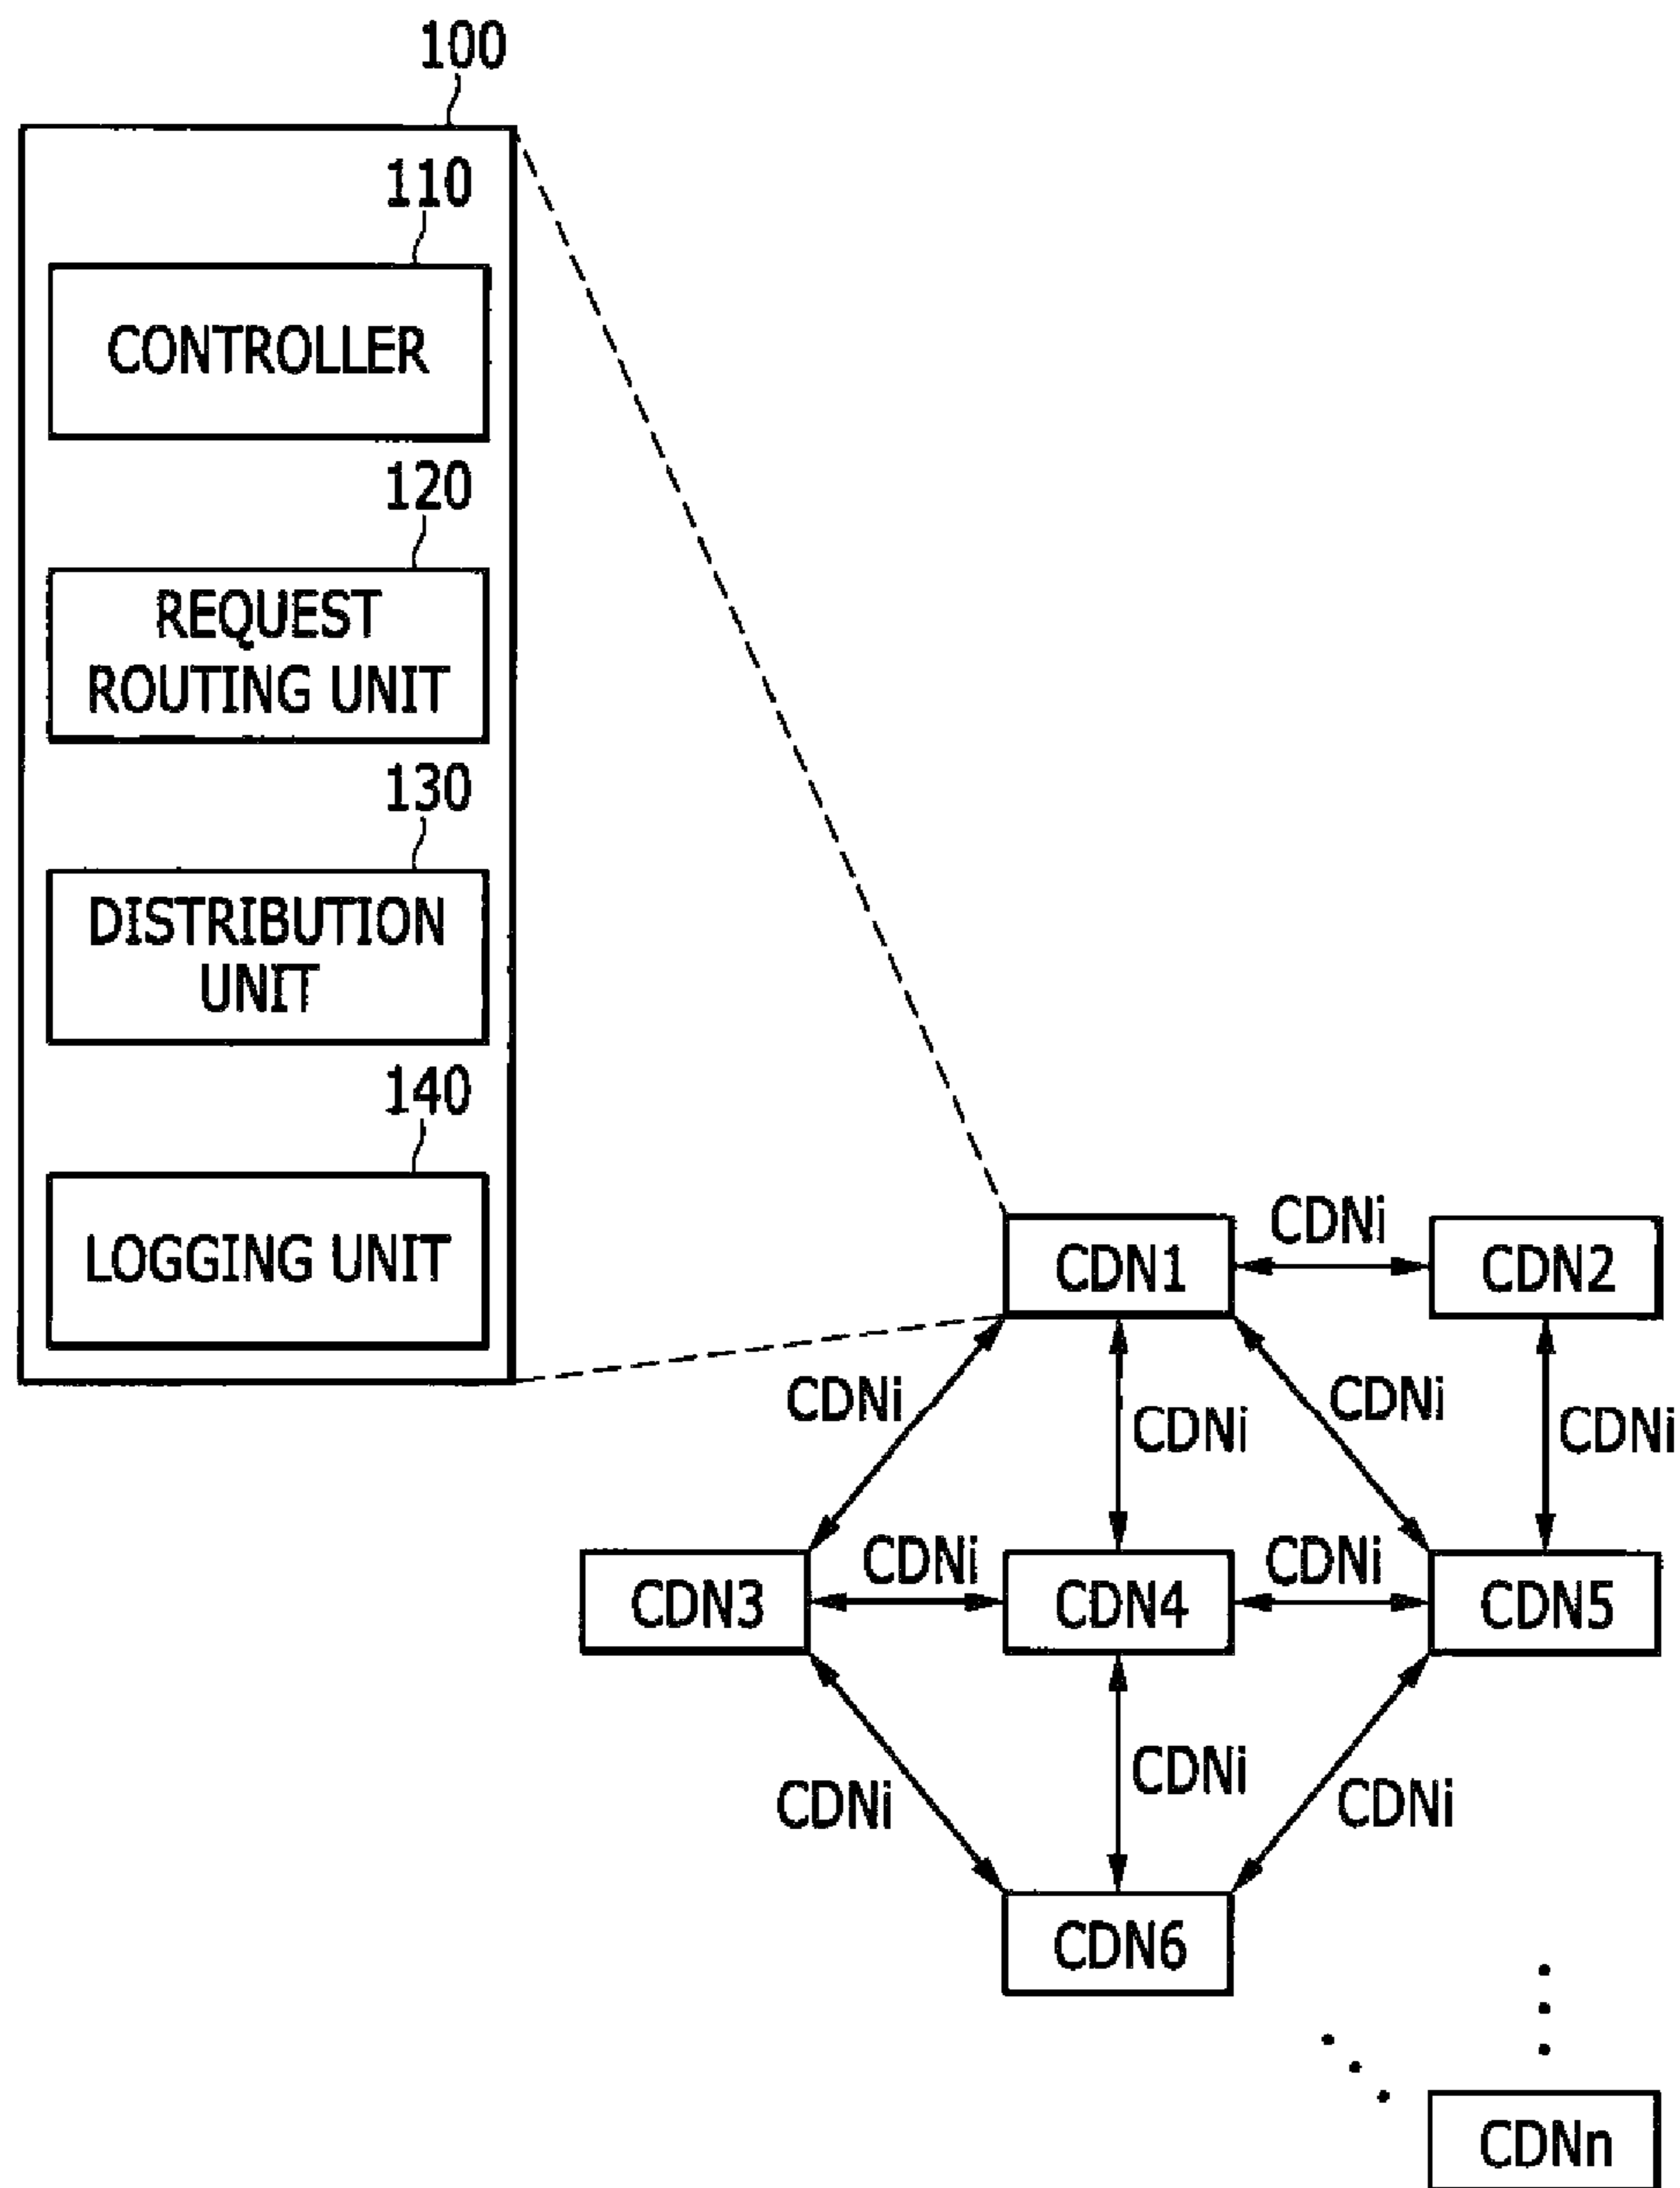 100
110
CONTROLLER
120
REQUEST
ROUTING UNIT
130
DISTRIBUTION
UNIT
140
LOGGING UNIT
CDN1
CDNi
CDN2
CDNi
CDNi
CDNi
CDNi
CDN3
CDNi
CDN4
CDNi
CDN5
CDNi
CDNi
CDNi
CDN6
CDNn